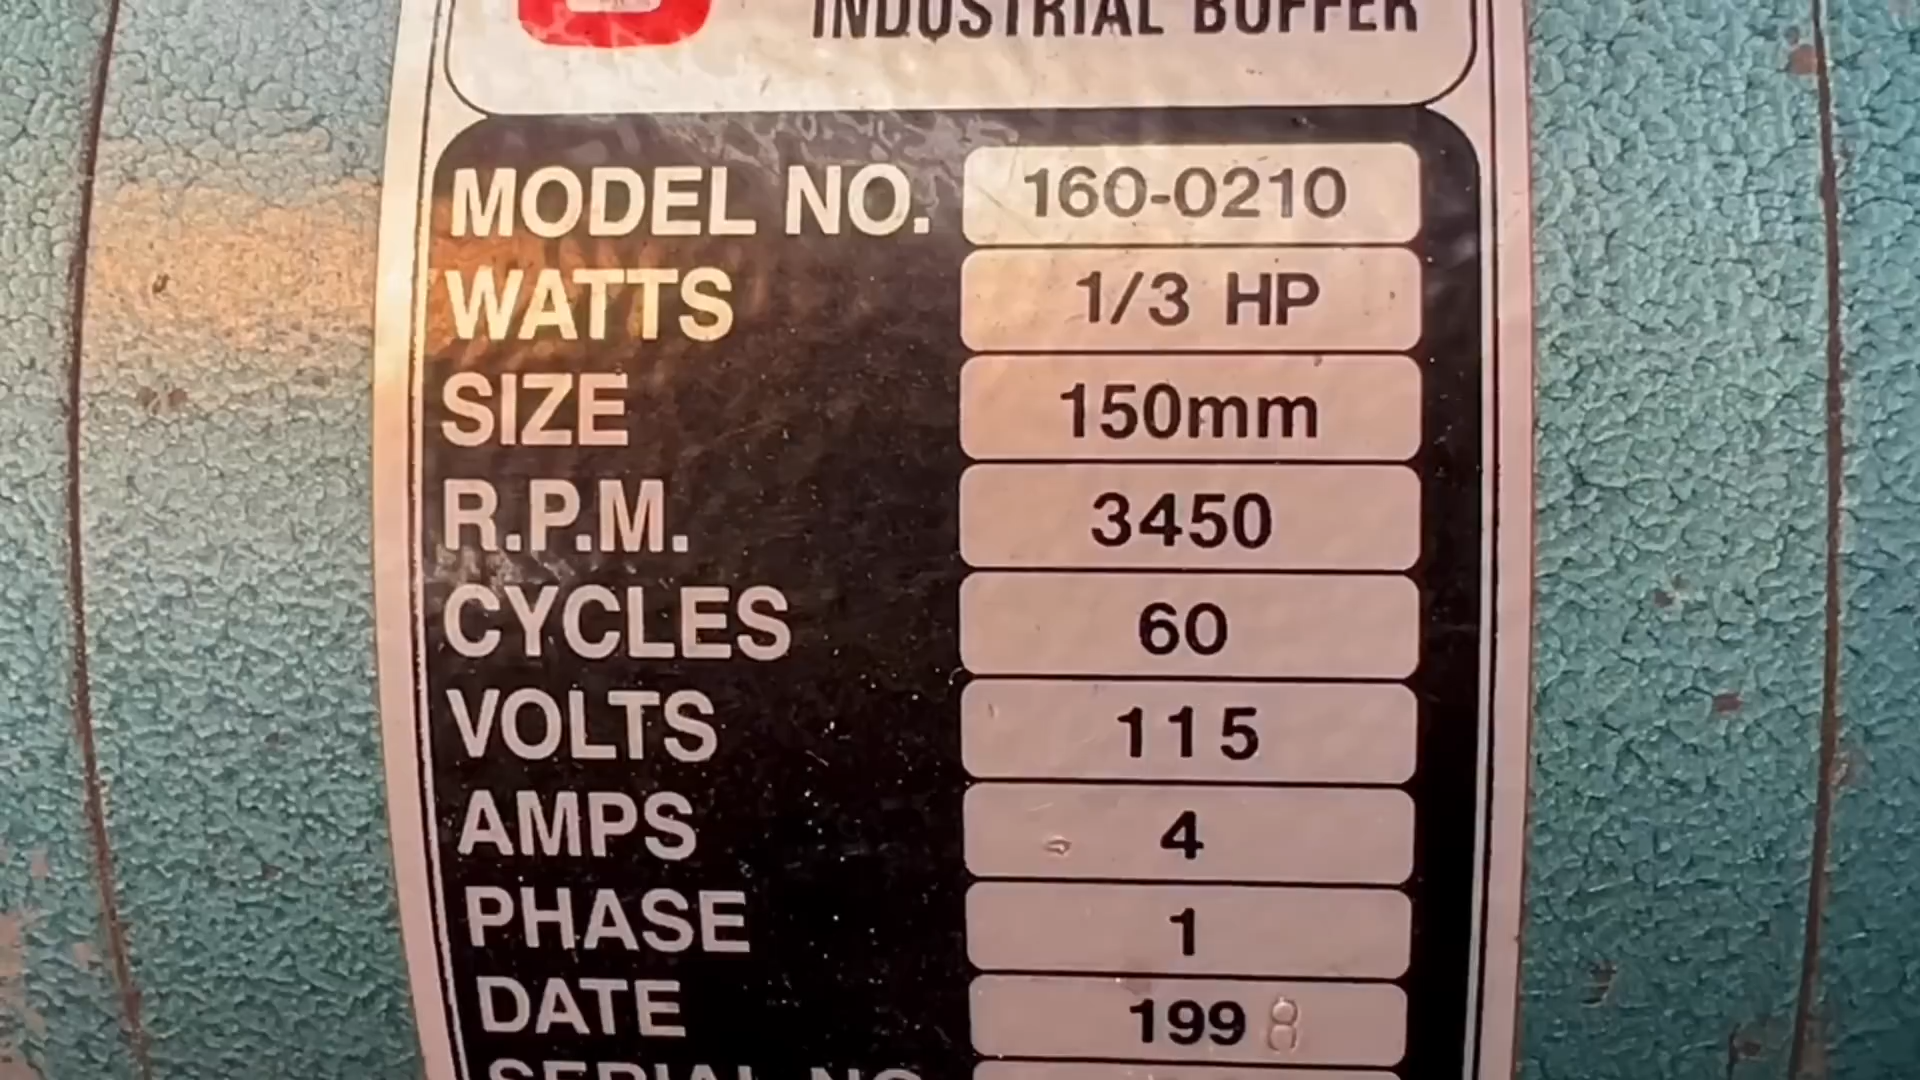 INDUSTRIAL BUFFER
MODEL NO. 160-0210
WATTS 1/3 HP
SIZE 150mm
R.P.M. 3450
CYCLES 60
VOLTS 115
AMPS 4
PHASE 1
DATE 1998
SERIAL NO.